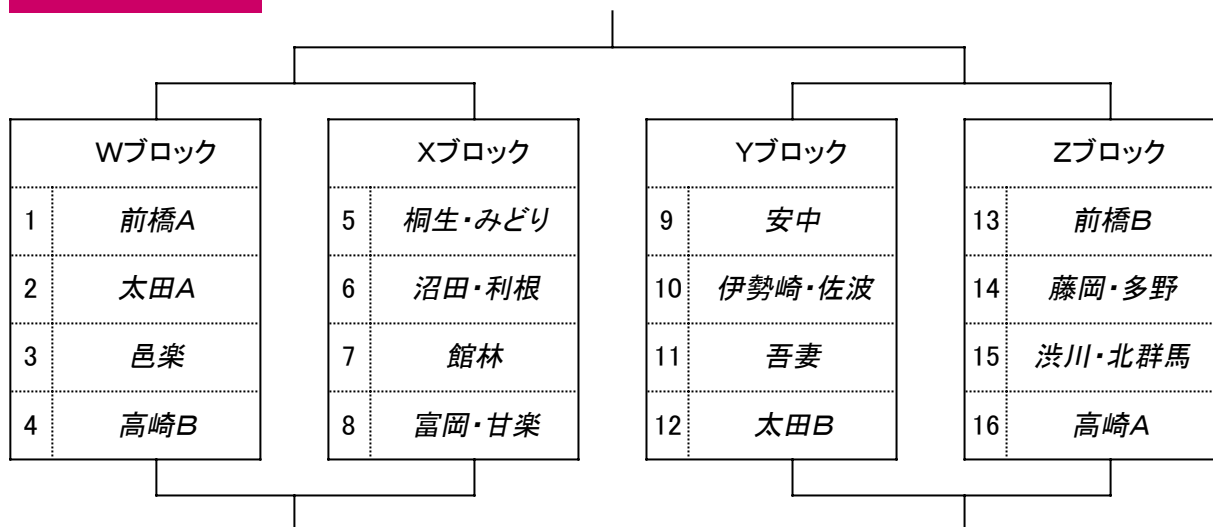 Wブロック
1 前橋A
2 太田A
3 邑楽
4 高崎B
Xブロック
5 桐生・みどり
6 沼田・利根
7 館林
8 富岡・甘楽
Yブロック
9 安中
10 伊勢崎・佐波
11 吾妻
12 太田B
Zブロック
13 前橋B
14 藤岡・多野
15 渋川・北群馬
16 高崎A